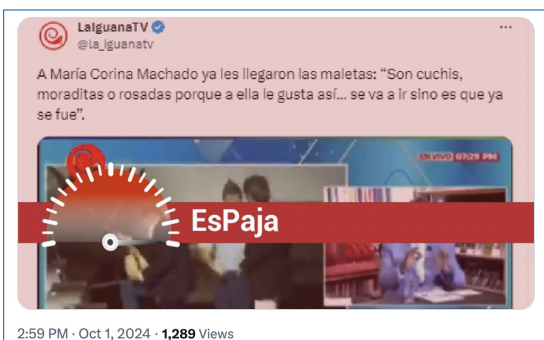 LaIguanaTV
@la_iguanatv
A María Corina Machado ya les llegaron las maletas: “Son cuchis,
moraditas o rosadas porque a ella le gusta así... se va a ir sino es que ya
se fue”.
EN VIVO 07:29 PM
EsPaja
2:59 PM · Oct 1, 2024 · 1,289 Views